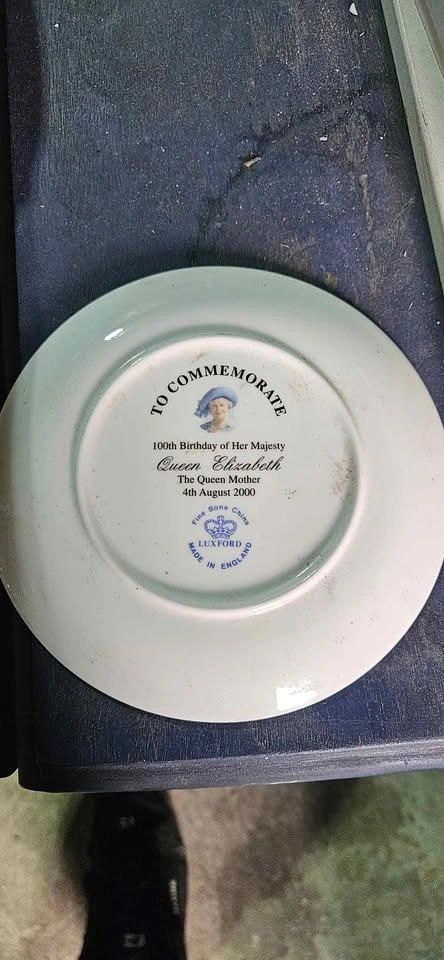 TO COMMEMORATE
100th Birthday of Her Majesty
Queen Elizabeth
The Queen Mother
4th August 2000
Fine Bone China
LUXFORD
MADE IN ENGLAND